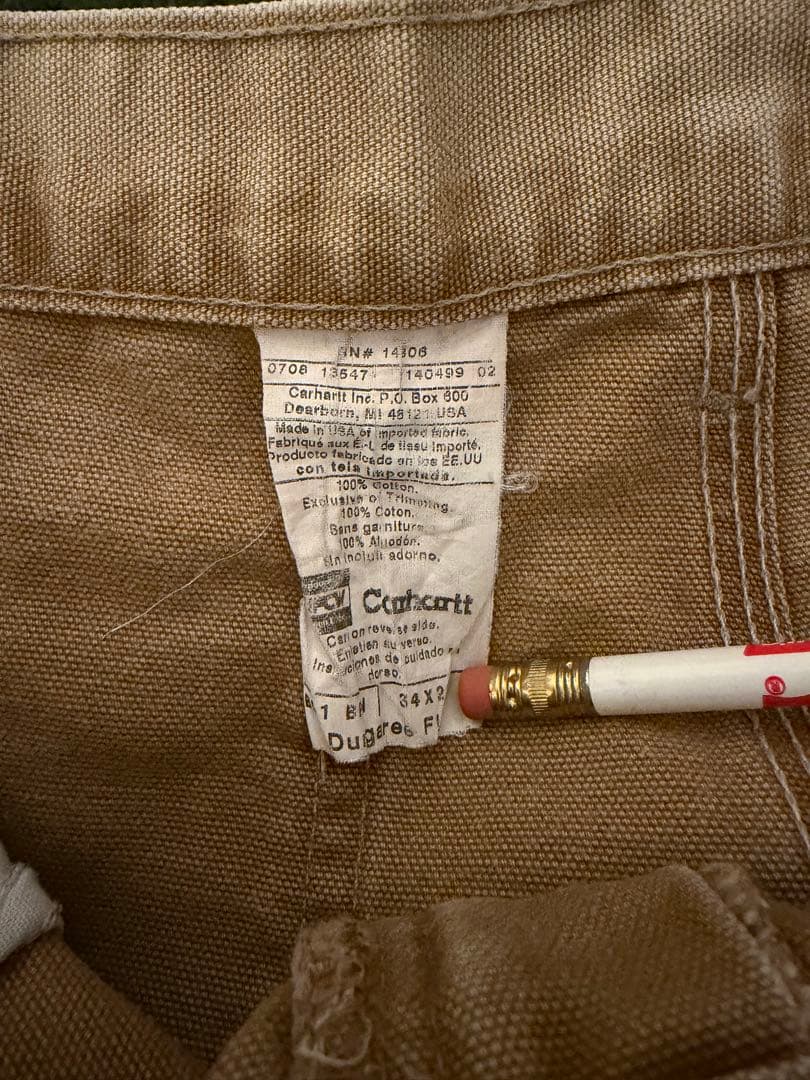 RN# 14806
0708 13547 140499 02
Carhartt Inc. P.O. Box 600
Dearborn, MI 48121 USA
Made in USA of imported fabric.
Fabriqué aux É.-U. de tissu importé.
Producto fabricado en los EE.UU
con tela importada.
100% Cotton.
Exclusive of Trimming.
100% Coton.
Sans garniture.
100% Algodón.
Sin incluir adorno.
Carhartt
Care on reverse side.
Entretien au verso.
Instrucciones de cuidado
dorso.
34X
Dungaree